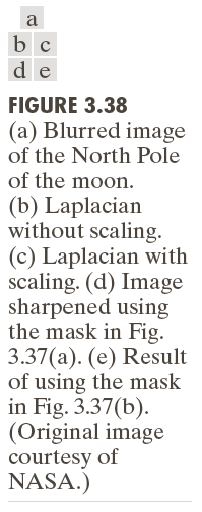 a
b c
d e
FIGURE 3.38
(a) Blurred image
of the North Pole
of the moon.
(b) Laplacian
without scaling.
(c) Laplacian with
scaling. (d) Image
sharpened using
the mask in Fig.
3.37(a). (e) Result
of using the mask
in Fig. 3.37(b).
(Original image
courtesy of
NASA.)